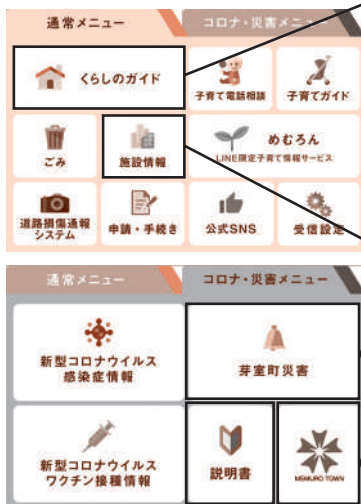 通常メニュー
コロナ・災害メニュー
くらしのガイド
子育て電話相談
子育てガイド
ごみ
施設情報
めむろん
LINE限定子育て情報サービス
道路損傷通報
システム
申請・手続き
公式SNS
受信設定
通常メニュー
コロナ・災害メニュー
新型コロナウイルス
感染症情報
芽室町災害
新型コロナウイルス
ワクチン接種情報
説明書
MEMURO TOWN